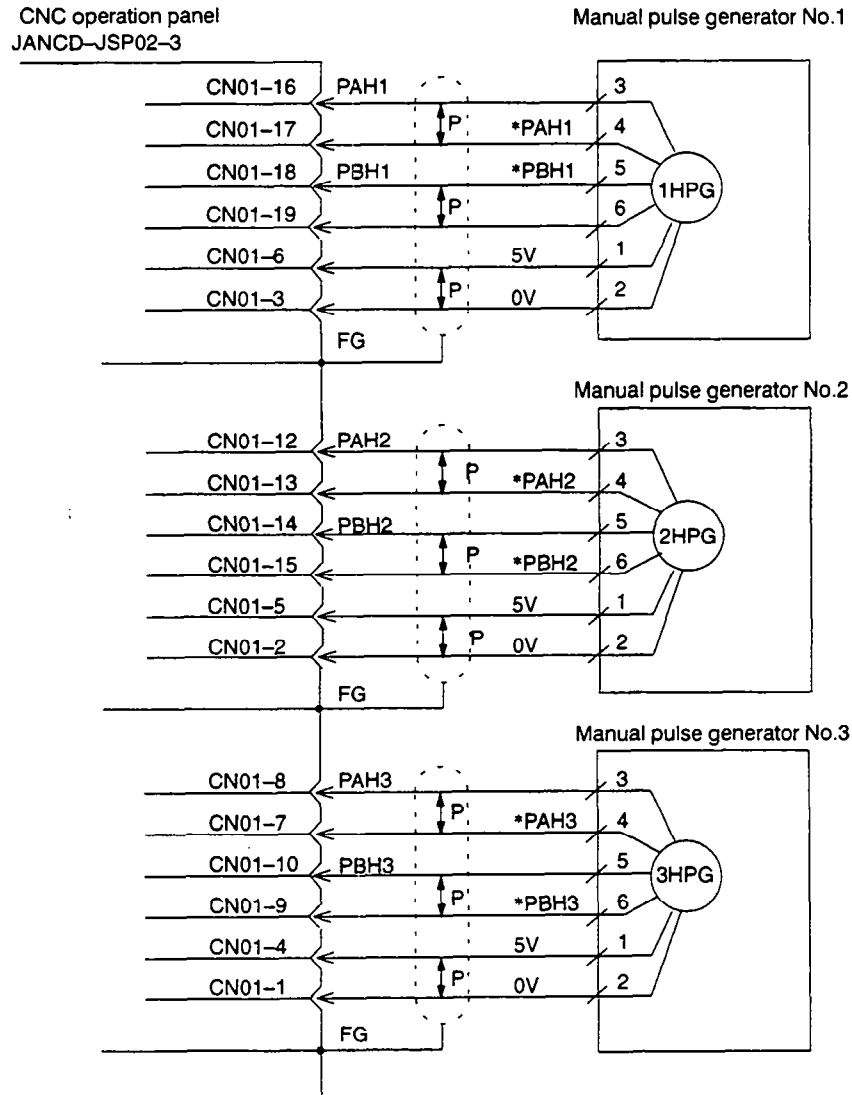 CNC operation panel
JANCD–JSP02–3
Manual pulse generator No.1
CN01–16 PAH1 3
P
CN01–17 *PAH1 4
CN01–18 PBH1 *PBH1 5
P
CN01–19 6
CN01–6 5V 1
P
CN01–3 0V 2
1HPG
FG
Manual pulse generator No.2
CN01–12 PAH2 3
P
CN01–13 *PAH2 4
CN01–14 PBH2 5
P
CN01–15 *PBH2 6
CN01–5 5V 1
P
CN01–2 0V 2
2HPG
FG
Manual pulse generator No.3
CN01–8 PAH3 3
P
CN01–7 *PAH3 4
CN01–10 PBH3 5
P
CN01–9 *PBH3 6
CN01–4 5V 1
P
CN01–1 0V 2
3HPG
FG